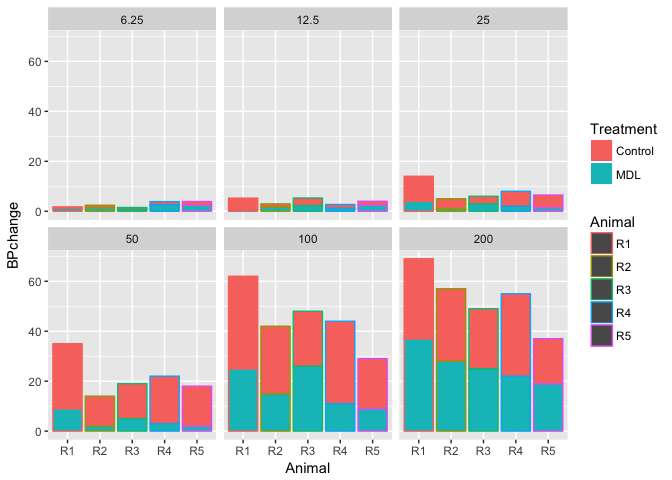 6.25 12.5 25
60
40
20
0
50 100 200
60
40
20
0
R1 R2 R3 R4 R5 R1 R2 R3 R4 R5 R1 R2 R3 R4 R5
Animal
BPchange
Treatment
Control
MDL
Animal
R1
R2
R3
R4
R5